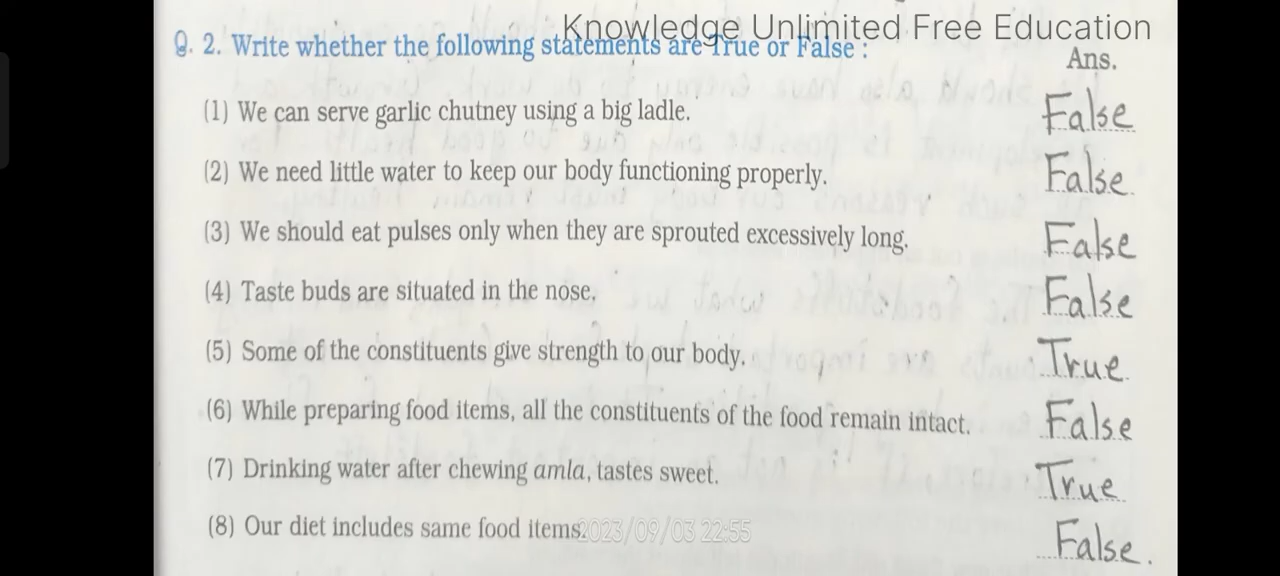 Knowledge Unlimited Free Education
Q. 2. Write whether the following statements are True or False :
Ans.
(1) We can serve garlic chutney using a big ladle. False
(2) We need little water to keep our body functioning properly. False
(3) We should eat pulses only when they are sprouted excessively long. False
(4) Taste buds are situated in the nose. False
(5) Some of the constituents give strength to our body. True
(6) While preparing food items, all the constituents of the food remain intact. False
(7) Drinking water after chewing amla, tastes sweet. True
(8) Our diet includes same food items. False.
2023/09/03 22:55